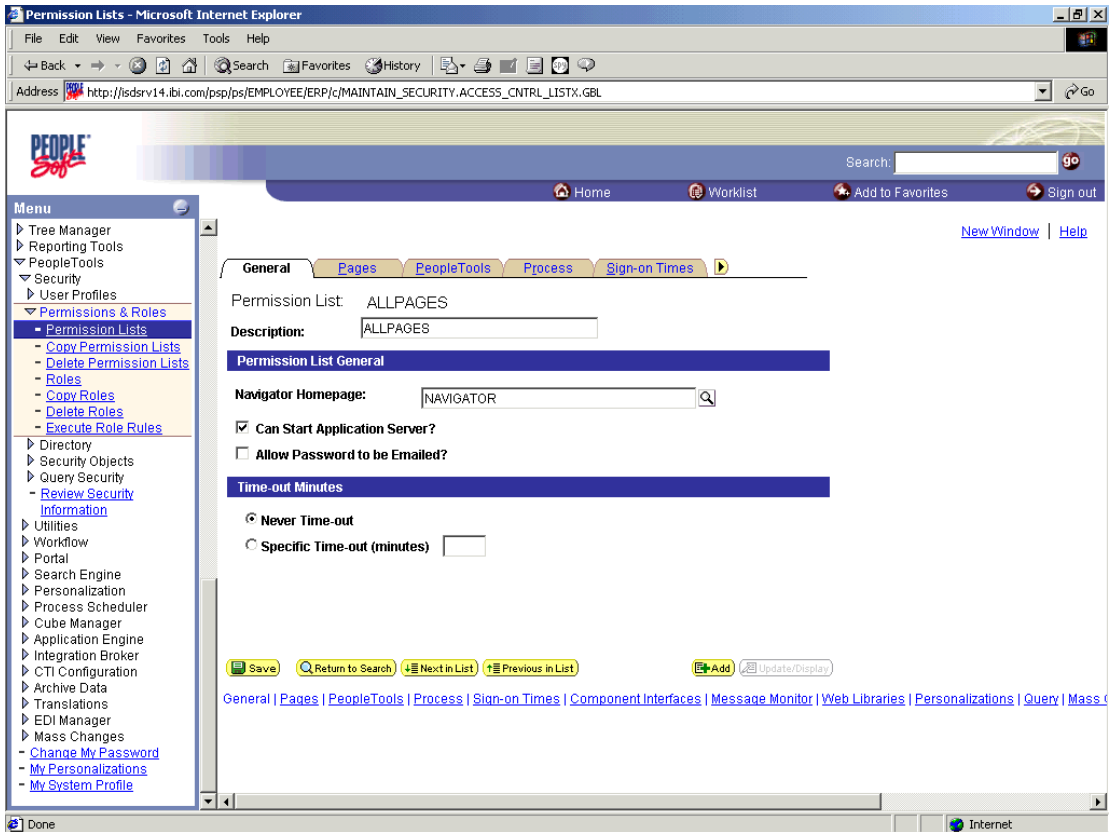 Permission Lists - Microsoft Internet Explorer
File Edit View Favorites Tools Help
Back Search Favorites History
Address http://isdsrv14.ibi.com/psp/ps/EMPLOYEE/ERP/c/MAINTAIN_SECURITY.ACCESS_CNTRL_LISTX.GBL Go
PEOPLE
Soft
Search: go
Home Worklist Add to Favorites Sign out
Menu
Tree Manager
Reporting Tools
PeopleTools
Security
User Profiles
Permissions & Roles
Permission Lists
Copy Permission Lists
Delete Permission Lists
Roles
Copy Roles
Delete Roles
Execute Role Rules
Directory
Security Objects
Query Security
Review Security
Information
Utilities
Workflow
Portal
Search Engine
Personalization
Process Scheduler
Cube Manager
Application Engine
Integration Broker
CTI Configuration
Archive Data
Translations
EDI Manager
Mass Changes
Change My Password
My Personalizations
My System Profile
New Window | Help
General Pages PeopleTools Process Sign-on Times
Permission List: ALLPAGES
Description: ALLPAGES
Permission List General
Navigator Homepage: NAVIGATOR
Can Start Application Server?
Allow Password to be Emailed?
Time-out Minutes
Never Time-out
Specific Time-out (minutes)
Save Return to Search Next in List Previous in List Add Update/Display
General | Pages | PeopleTools | Process | Sign-on Times | Component Interfaces | Message Monitor | Web Libraries | Personalizations | Query | Mass
Done Internet